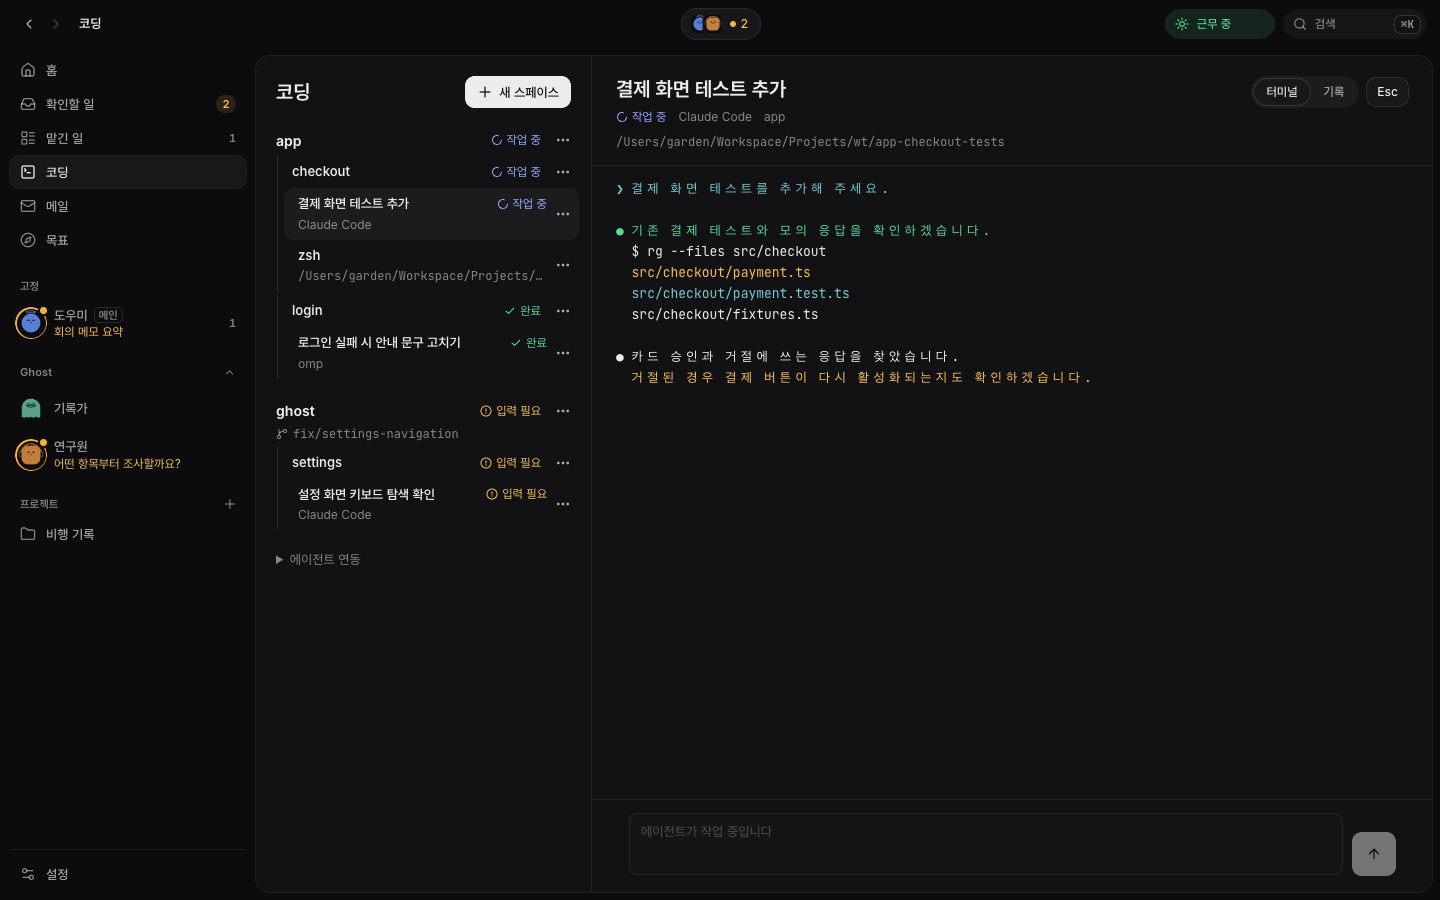 코딩
2
근무 중
검색
⌘K
홈
확인할 일
2
맡긴 일
1
코딩
메일
목표
고정
도우미
메인
회의 메모 요약
1
Ghost
기록가
연구원
어떤 항목부터 조사할까요?
프로젝트
비행 기록
설정
코딩
새 스페이스
app
작업 중
checkout
작업 중
결제 화면 테스트 추가
작업 중
Claude Code
zsh
/Users/garden/Workspace/Projects/…
login
완료
로그인 실패 시 안내 문구 고치기
완료
omp
ghost
입력 필요
fix/settings-navigation
settings
입력 필요
설정 화면 키보드 탐색 확인
입력 필요
Claude Code
에이전트 연동
결제 화면 테스트 추가
터미널
기록
Esc
작업 중 Claude Code app
/Users/garden/Workspace/Projects/wt/app-checkout-tests
❯ 결제 화면 테스트를 추가해 주세요.
● 기존 결제 테스트와 모의 응답을 확인하겠습니다.
$ rg --files src/checkout
src/checkout/payment.ts
src/checkout/payment.test.ts
src/checkout/fixtures.ts
● 카드 승인과 거절에 쓰는 응답을 찾았습니다.
거절된 경우 결제 버튼이 다시 활성화되는지도 확인하겠습니다.
에이전트가 작업 중입니다